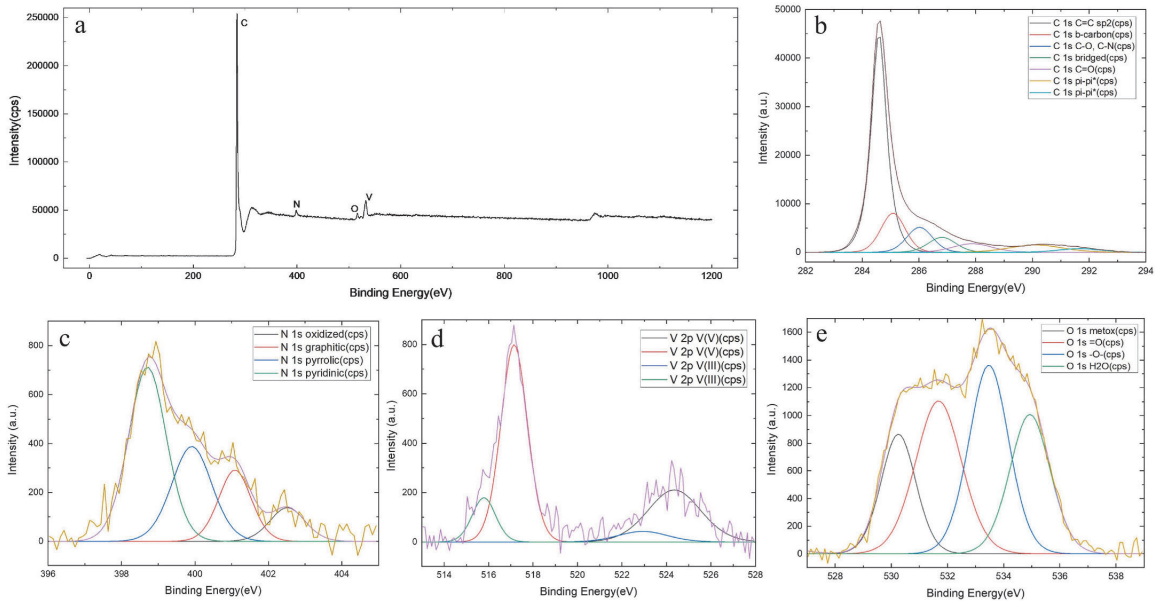 a
250000
200000
150000
100000
50000
0
Intensity(cps)
C
N
O
V
0
200
400
600
800
1000
1200
Binding Energy(eV)
b
50000
40000
30000
20000
10000
0
Intensity (a.u.)
C 1s C=C sp2(cps)
C 1s b-carbon(cps)
C 1s C-O, C-N(cps)
C 1s bridged(cps)
C 1s C=O(cps)
C 1s pi-pi*(cps)
C 1s pi-pi*(cps)
282
284
286
288
290
292
294
Binding Energy(eV)
c
800
600
400
200
0
Intensity (a.u.)
N 1s oxidized(cps)
N 1s graphitic(cps)
N 1s pyrrolic(cps)
N 1s pyridinic(cps)
396
398
400
402
404
Binding Energy(eV)
d
800
600
400
200
0
Intensity (a.u.)
V 2p V(V)(cps)
V 2p V(V)(cps)
V 2p V(III)(cps)
V 2p V(III)(cps)
514
516
518
520
522
524
526
528
Binding Energy(eV)
e
1600
1400
1200
1000
800
600
400
200
0
Intensity (a.u.)
O 1s metox(cps)
O 1s =O(cps)
O 1s -O-(cps)
O 1s H2O(cps)
528
530
532
534
536
538
Binding Energy(eV)